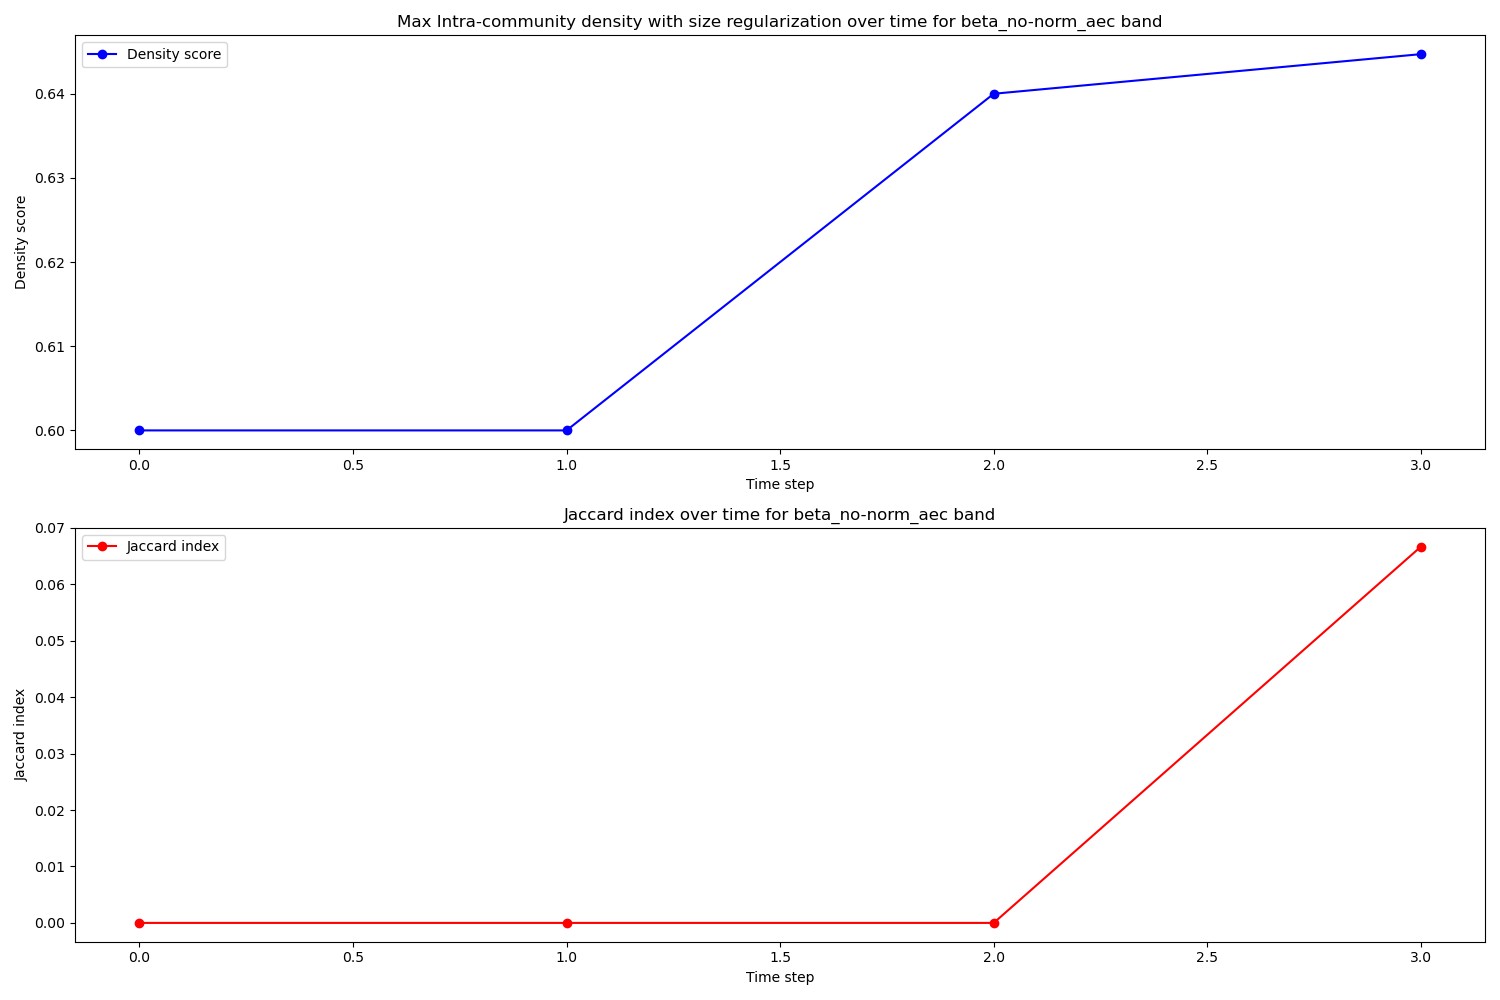 Max Intra-community density with size regularization over time for beta_no-norm_aec band
Density score
0.64
0.63
0.62
0.61
0.60
Density score
0.0 0.5 1.0 1.5 2.0 2.5 3.0
Time step
Jaccard index over time for beta_no-norm_aec band
Jaccard index
0.07
0.06
0.05
0.04
0.03
0.02
0.01
0.00
Jaccard index
0.0 0.5 1.0 1.5 2.0 2.5 3.0
Time step